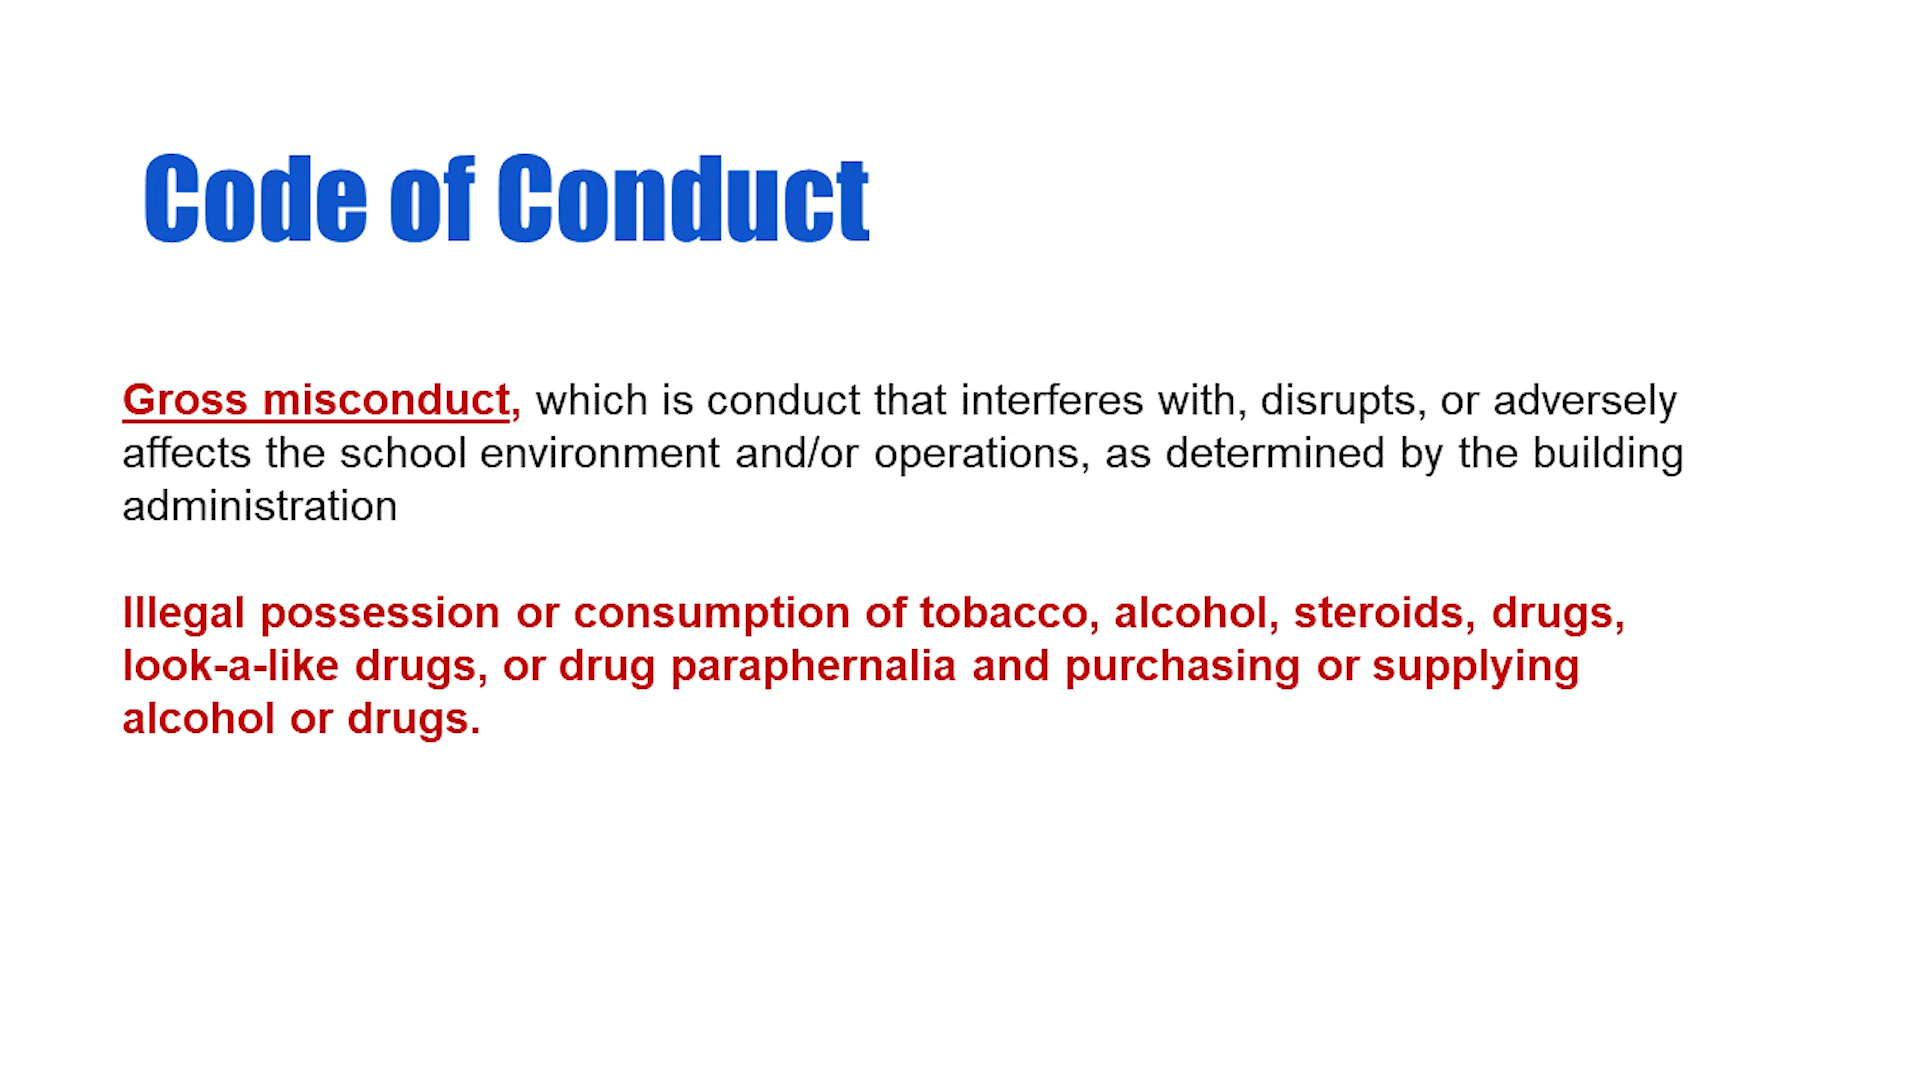 Code of Conduct
Gross misconduct, which is conduct that interferes with, disrupts, or adversely
affects the school environment and/or operations, as determined by the building
administration
Illegal possession or consumption of tobacco, alcohol, steroids, drugs,
look-a-like drugs, or drug paraphernalia and purchasing or supplying
alcohol or drugs.